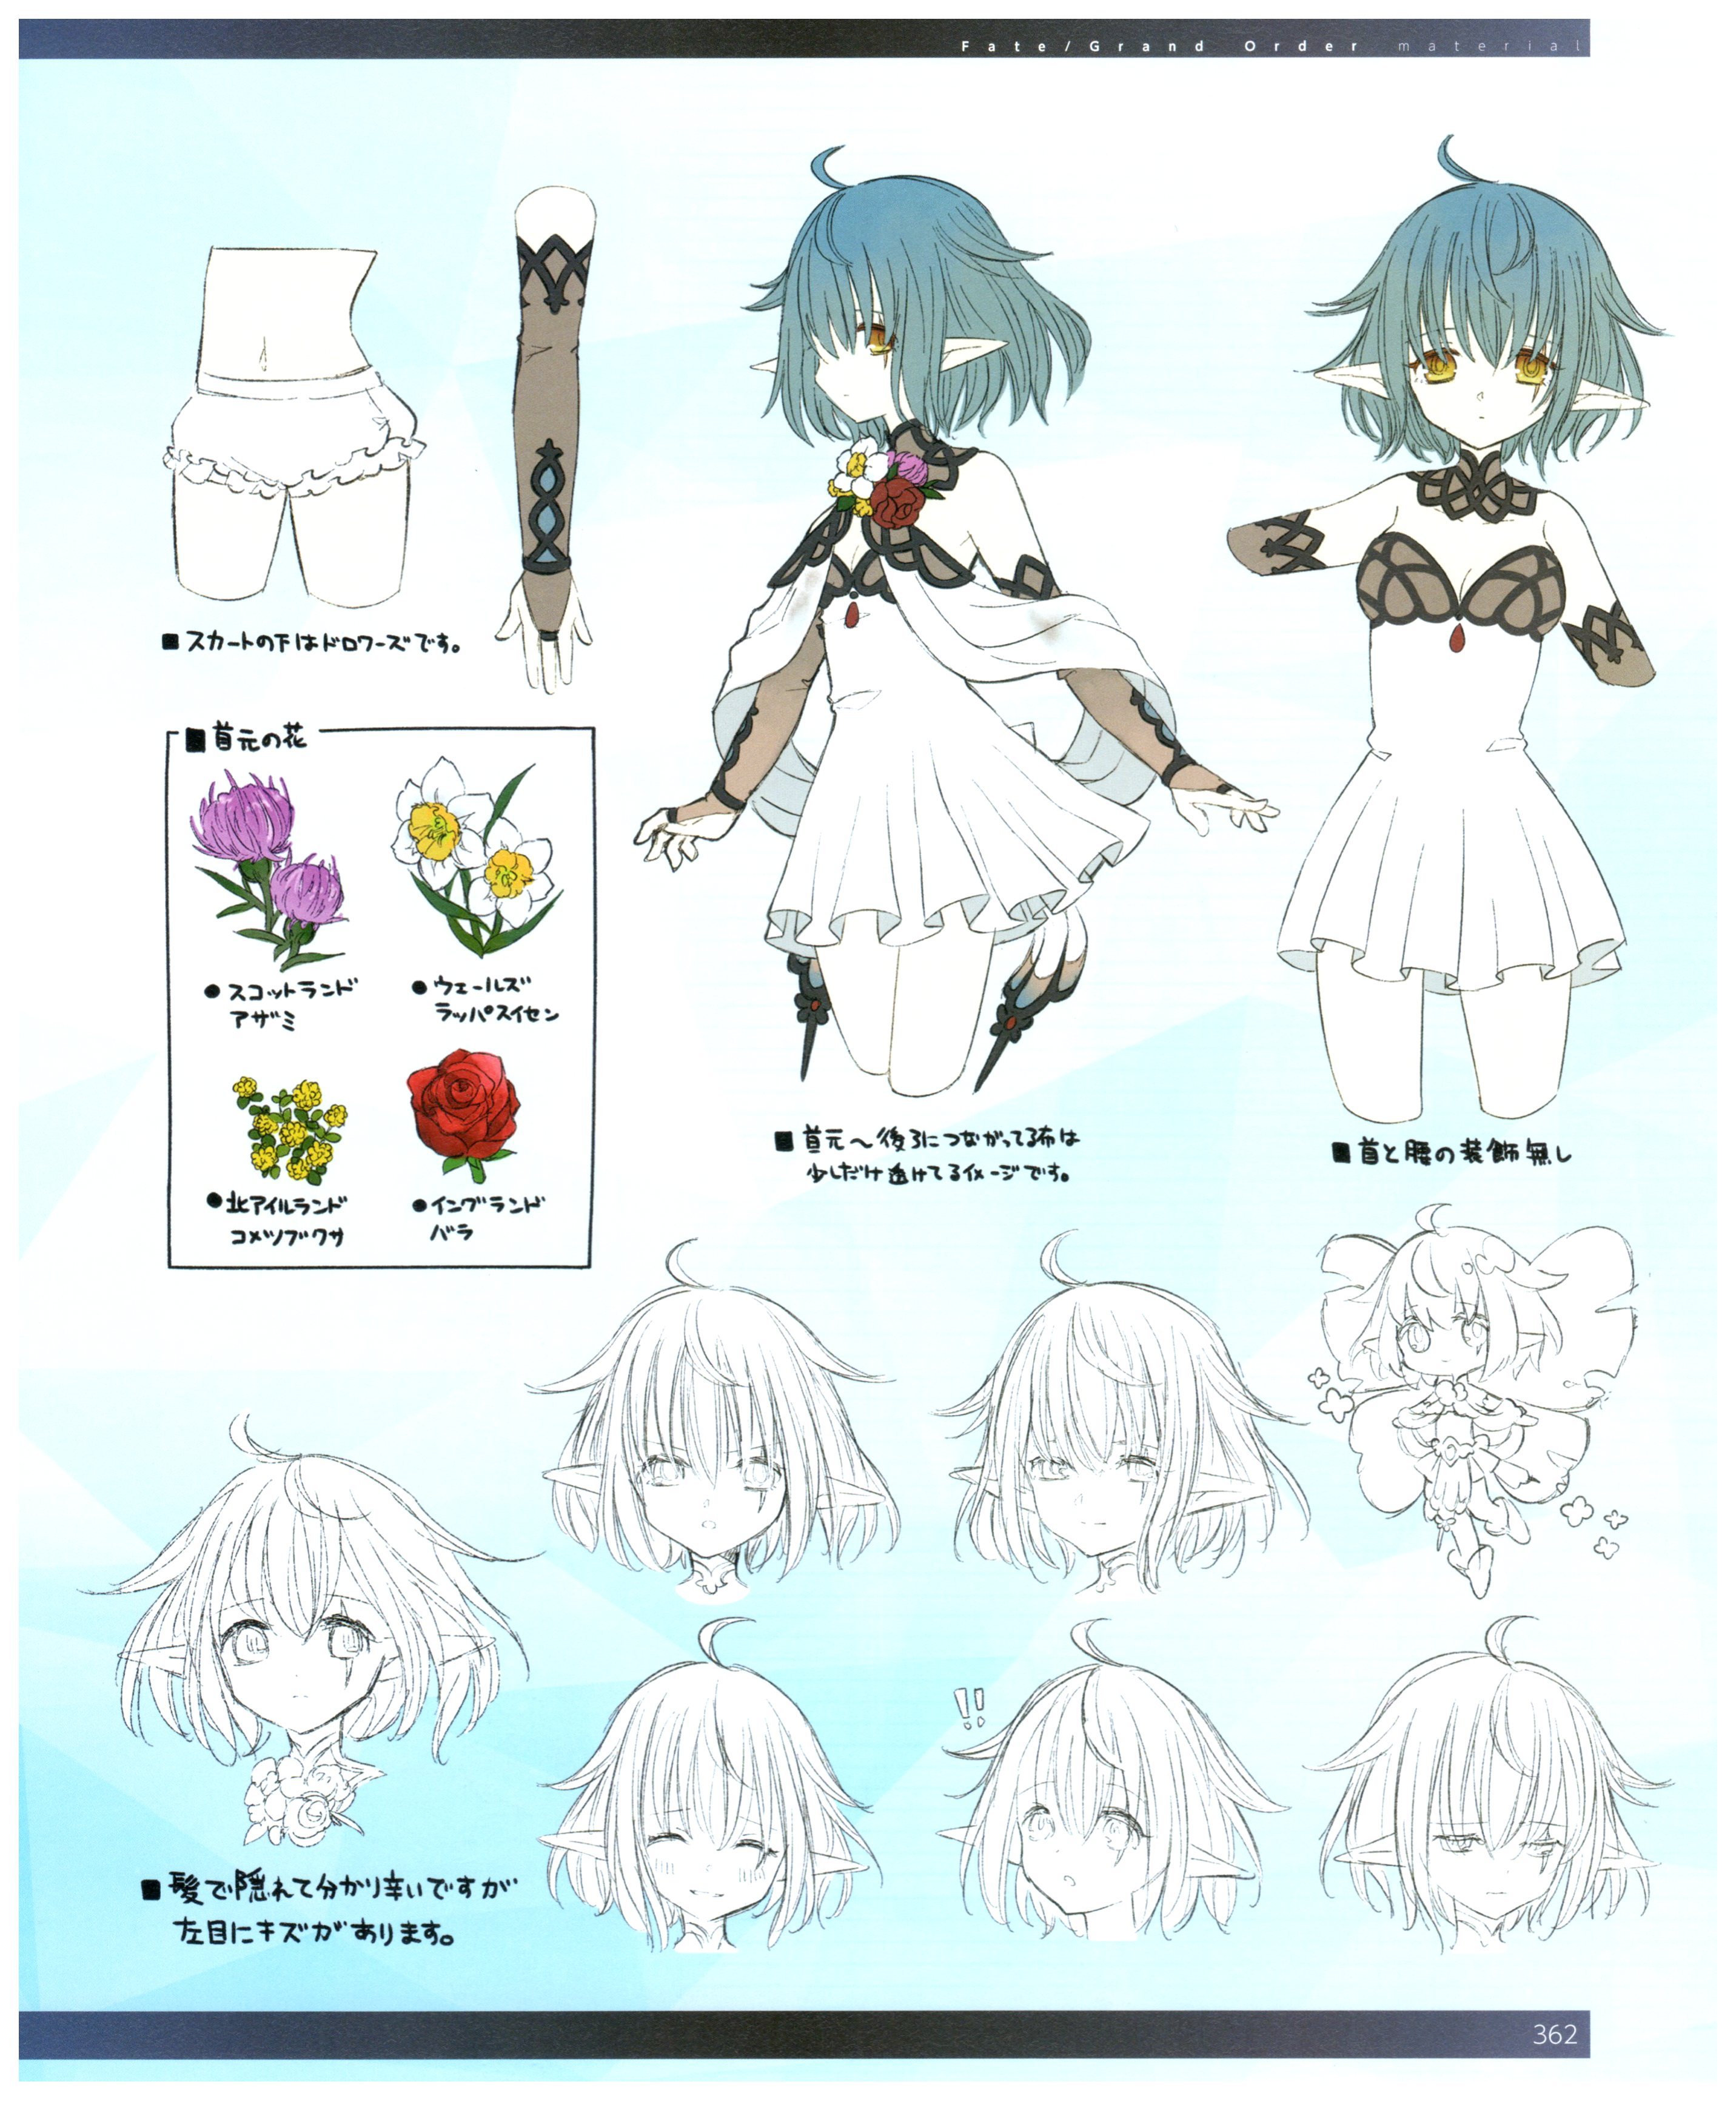 Fate/Grand Order material
■スカートの下はドロワーズです。
■首元の花
●スコットランド
アザミ
●ウェールズ
ラッパスイセン
●北アイルランド
コメツブクサ
●イングランド
バラ
■首元~後ろにつながってる布は
少しだけ透けてるイメージです。
■首と腰の装飾無し
!!
■髪で隠れて分かり辛いですが
左目にキズがあります。
362